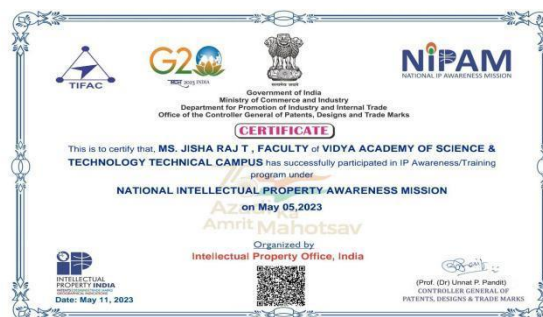 TIFAC
G20
2023 INDIA
NiPAM
NATIONAL IP AWARENESS MISSION
Government of India
Ministry of Commerce and Industry
Department for Promotion of Industry and Internal Trade
Office of the Controller General of Patents, Designs and Trade Marks
CERTIFICATE
This is to certify that, MS. JISHA RAJ T , FACULTY of VIDYA ACADEMY OF SCIENCE &
TECHNOLOGY TECHNICAL CAMPUS has successfully participated in IP Awareness/Training
program under
NATIONAL INTELLECTUAL PROPERTY AWARENESS MISSION
on May 05,2023
Azadi Ka
Amrit Mahotsav
Organized by
Intellectual Property Office, India
INTELLECTUAL
PROPERTY INDIA
Date: May 11, 2023
(Prof. (Dr) Unnat P. Pandit)
CONTROLLER GENERAL OF
PATENTS, DESIGNS & TRADE MARKS